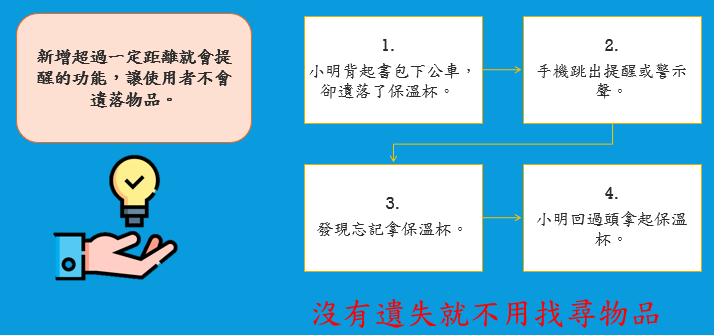 新增超過一定距離就會提
醒的功能，讓使用者不會
遺落物品。
1.
小明背起書包下公車，
卻遺落了保溫杯。
2.
手機跳出提醒或警示
聲。
3.
發現忘記拿保溫杯。
4.
小明回過頭拿起保溫
杯。
沒有遺失就不用找尋物品